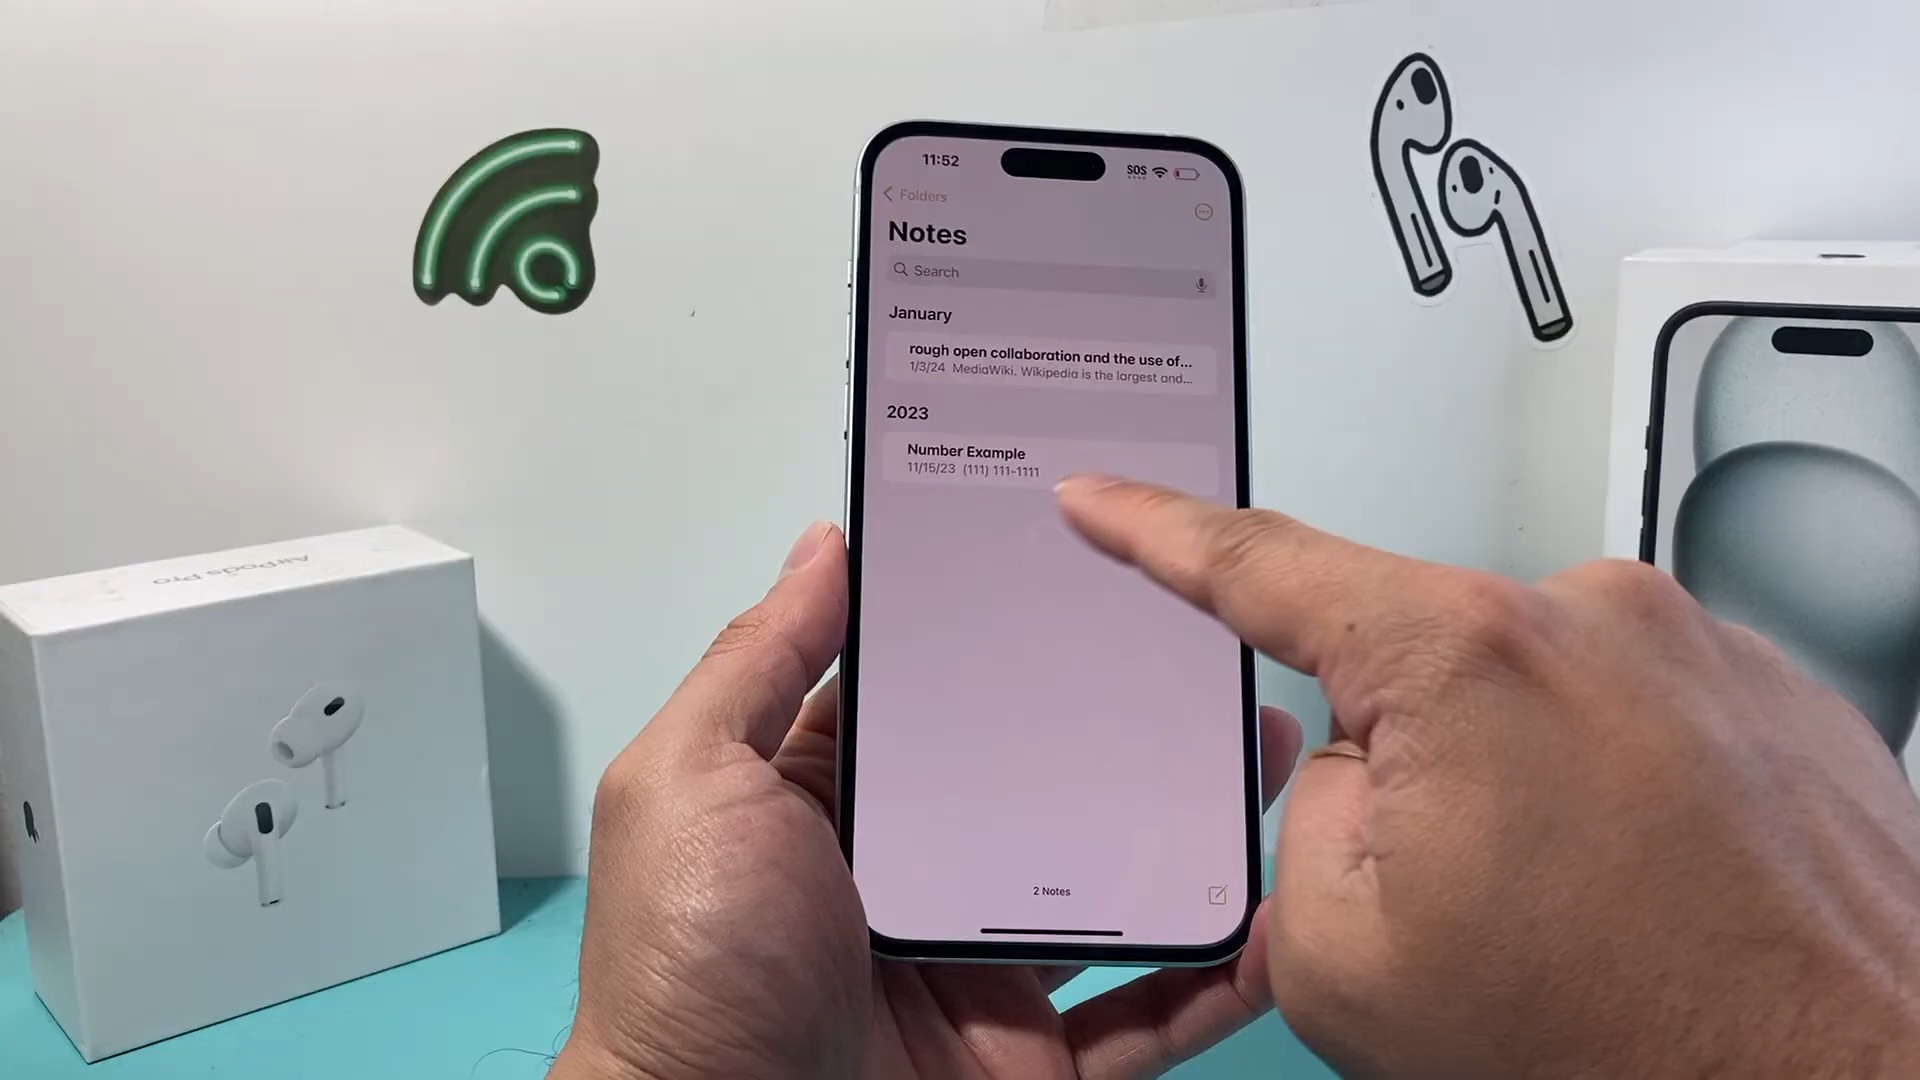 11:52
SOS
Folders
Notes
Search
January
rough open collaboration and the use of...
1/3/24 MediaWiki. Wikipedia is the largest and...
2023
Number Example
11/15/23 (111) 111-1111
2 Notes
AirPods Pro